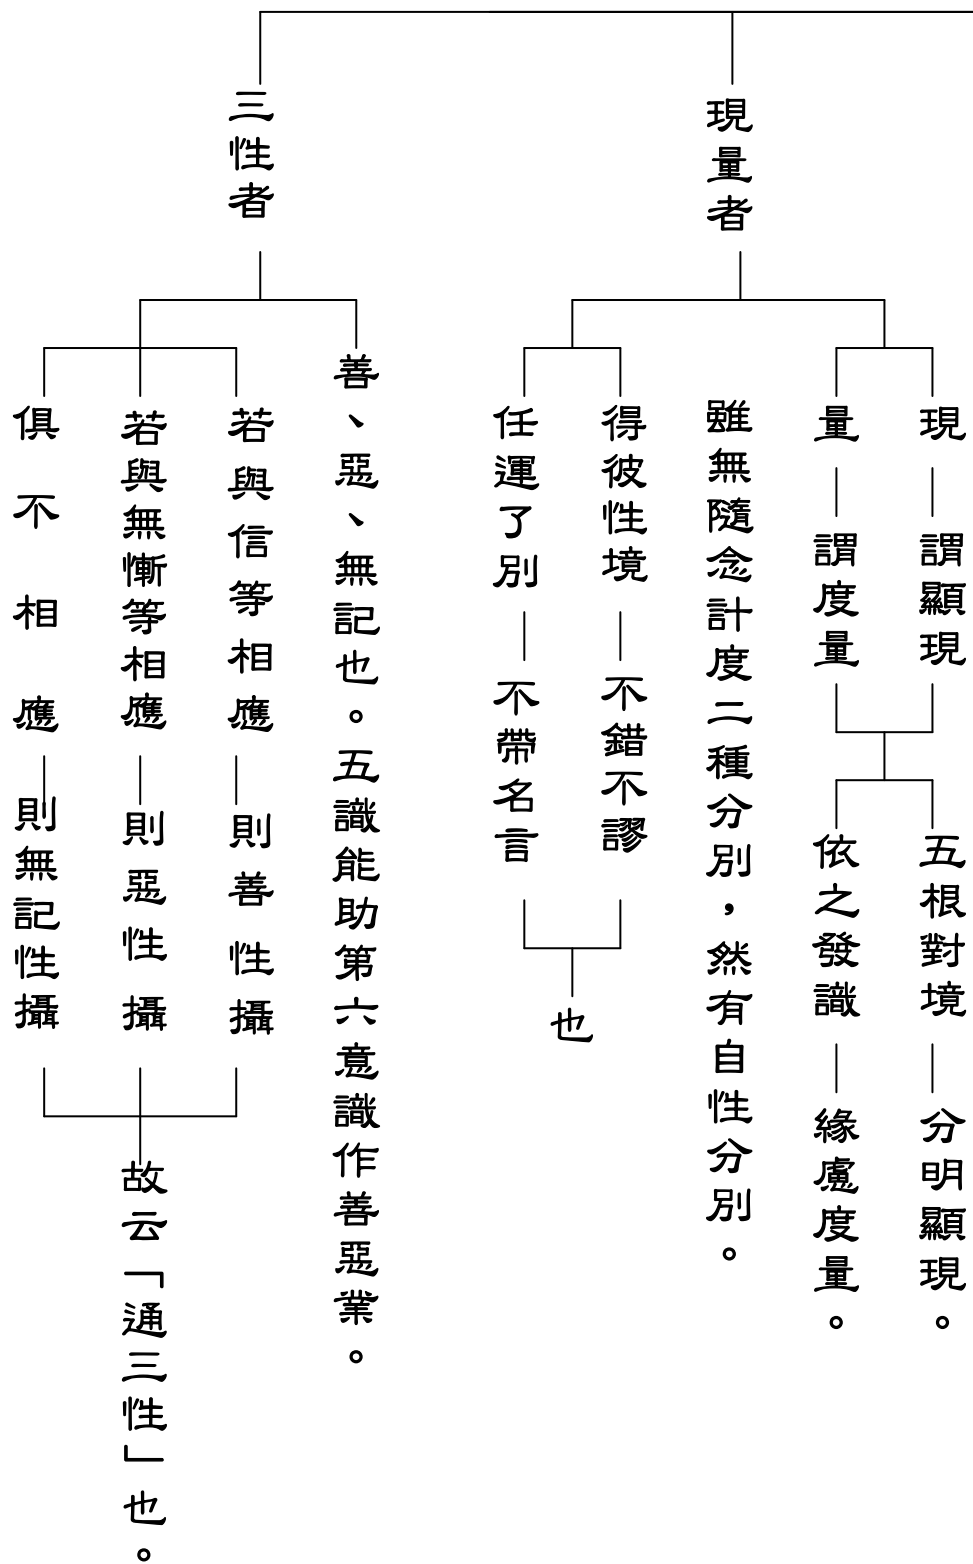 現量者
現
謂顯現
量
謂度量
五根對境
分明顯現。
依之發識
緣慮度量。
雖無隨念計度二種分別，然有自性分別。
得彼性境
不錯不謬
任運了別
不帶名言
也
三性者
善、惡、無記也。五識能助第六意識作善惡業。
若與信等相應
則善性攝
若與無慚等相應
則惡性攝
俱不相應
則無記性攝
故云「通三性」也。